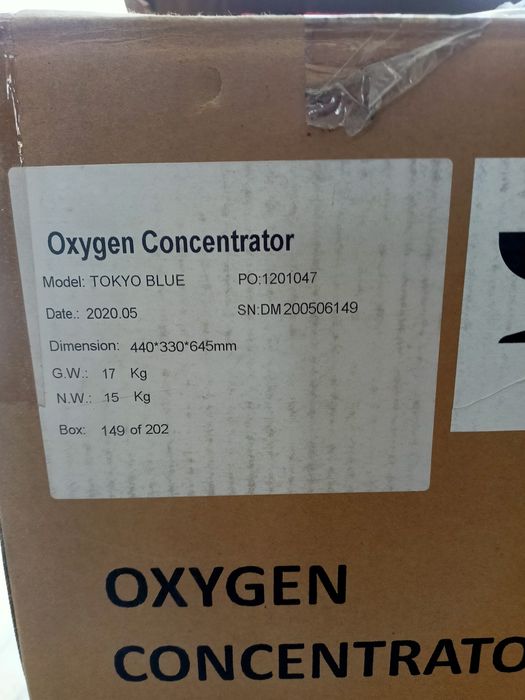 Oxygen Concentrator
Model: TOKYO BLUE PO:1201047
Date.: 2020.05 SN:DM200506149
Dimension: 440*330*645mm
G.W.: 17 Kg
N.W.: 15 Kg
Box: 149 of 202
OXYGEN
CONCENTRATO